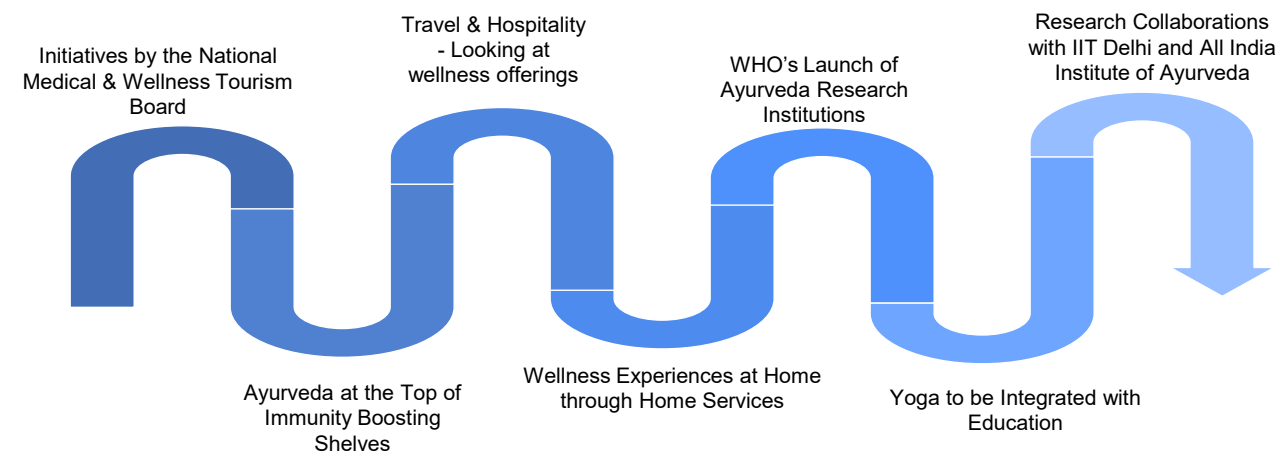 Initiatives by the National
Medical & Wellness Tourism
Board
Ayurveda at the Top of
Immunity Boosting
Shelves
Travel & Hospitality
- Looking at
wellness offerings
Wellness Experiences at Home
through Home Services
WHO's Launch of
Ayurveda Research
Institutions
Yoga to be Integrated with
Education
Research Collaborations
with IIT Delhi and All India
Institute of Ayurveda